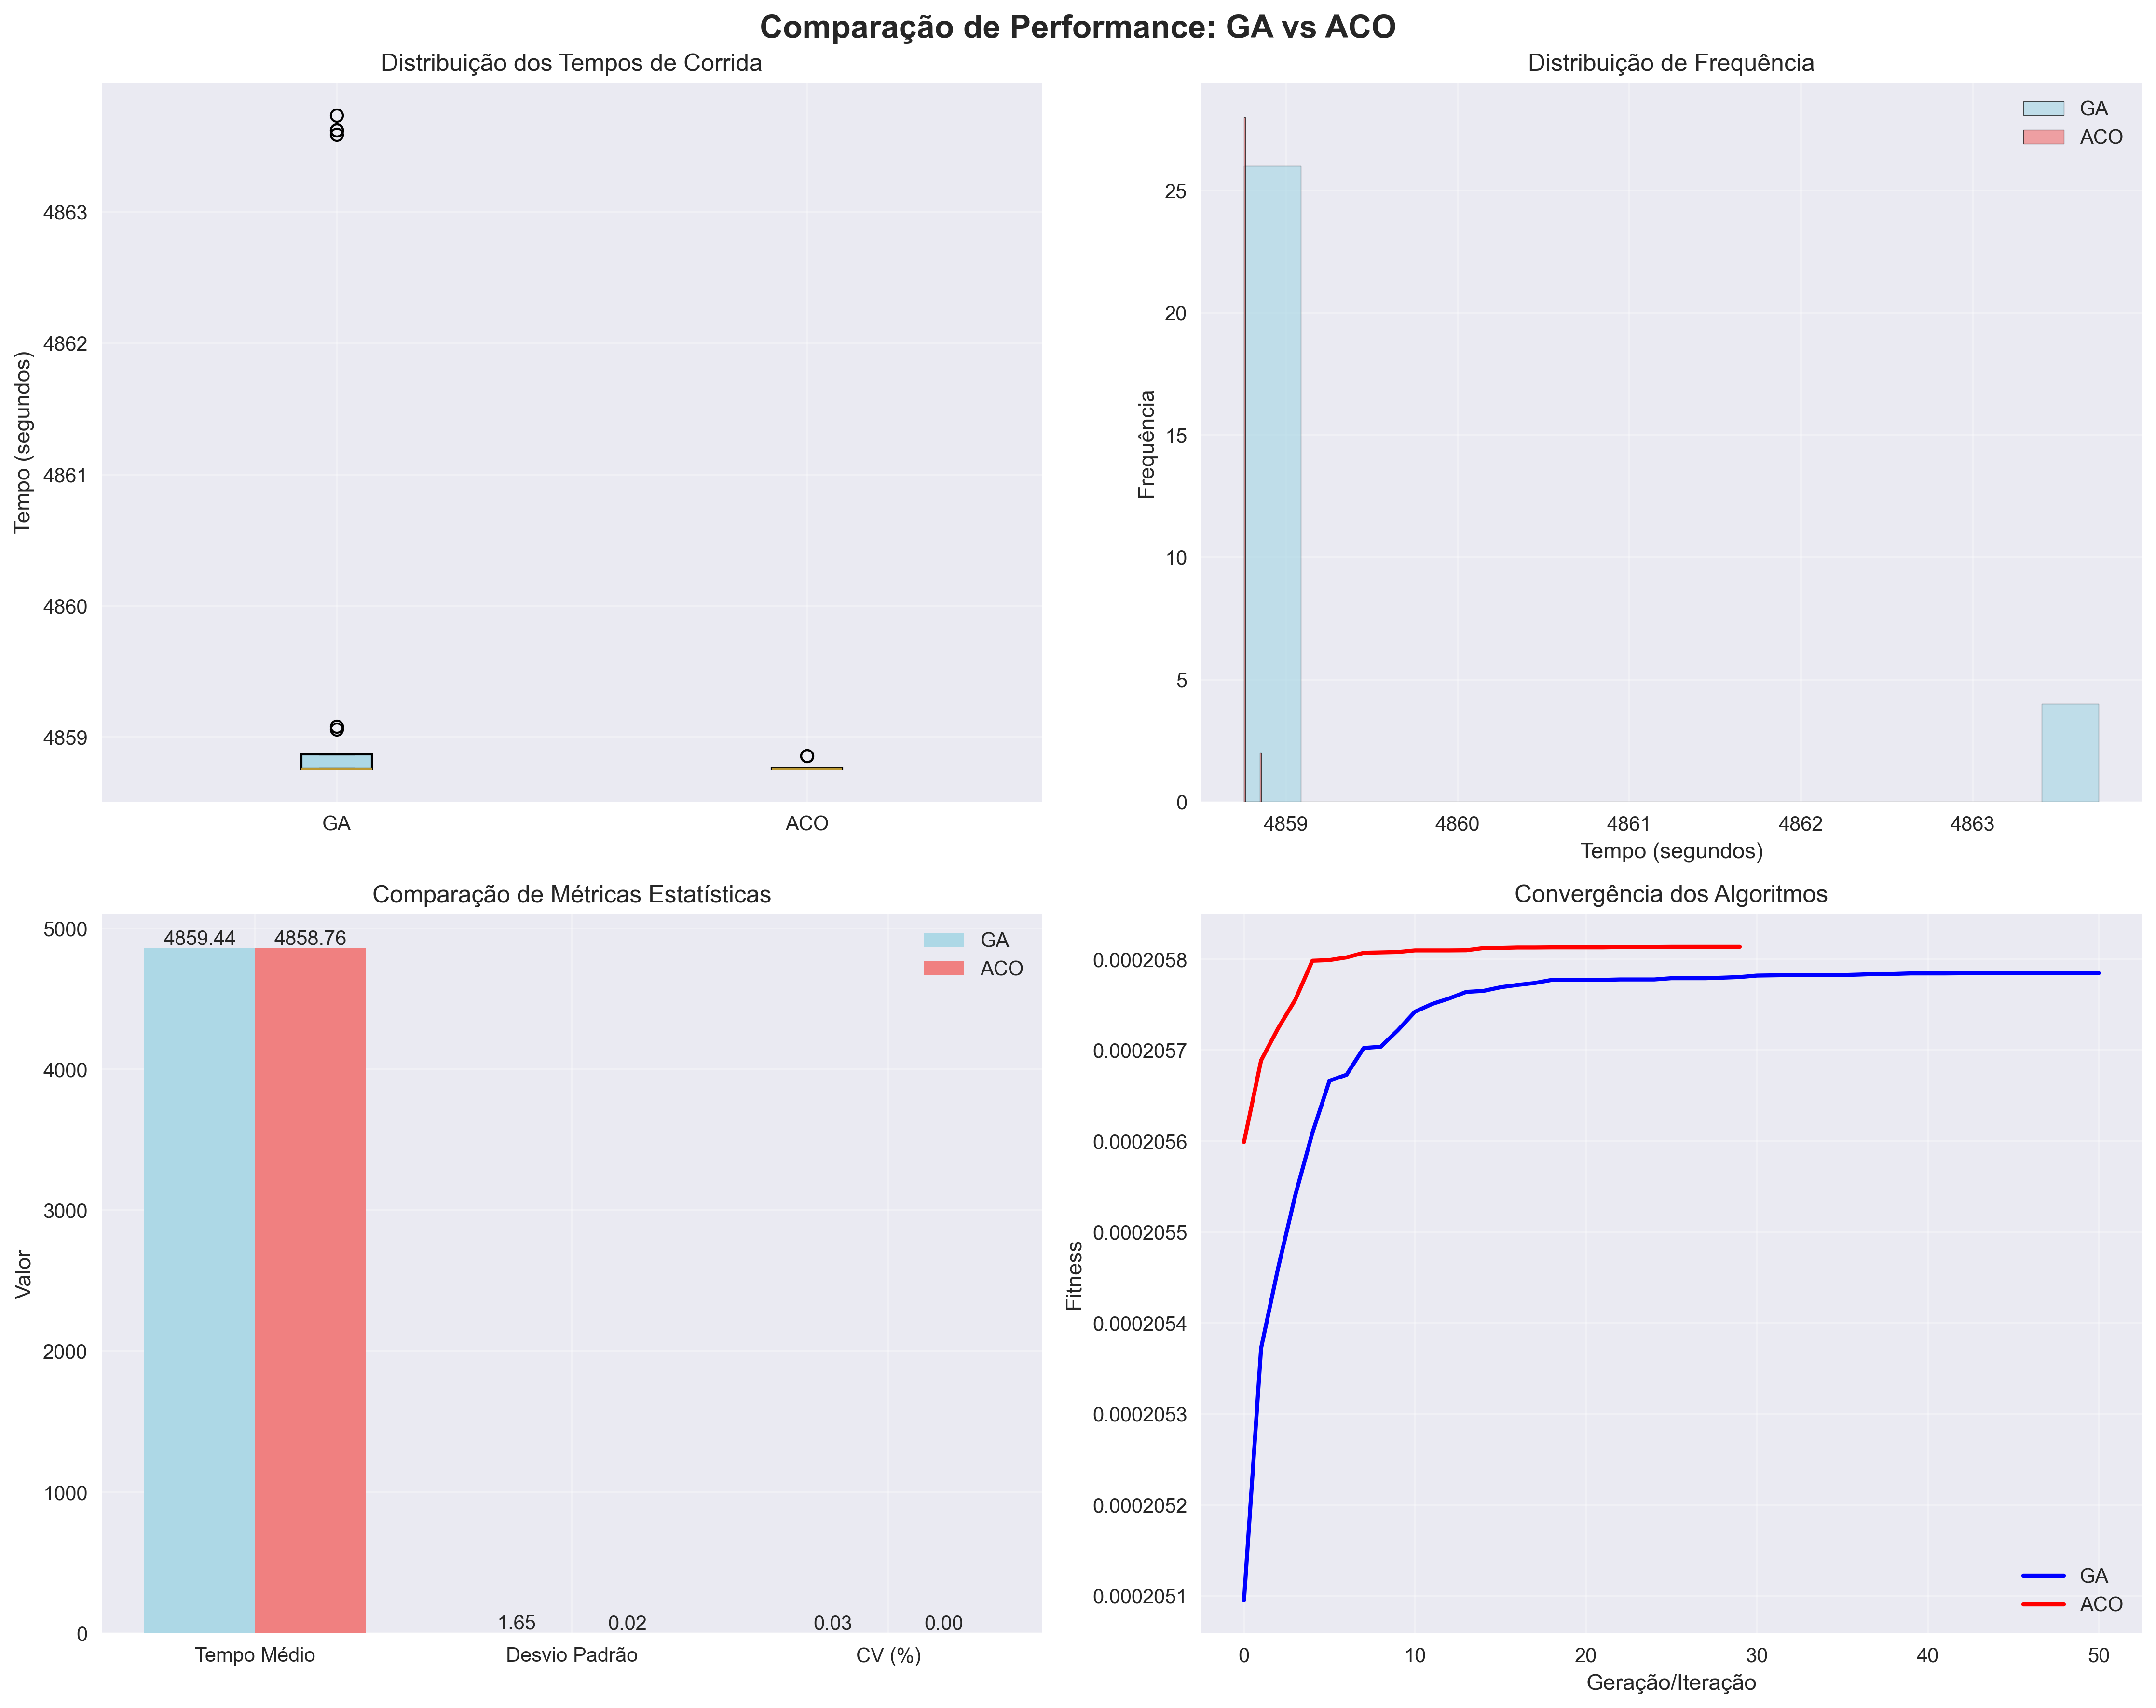 Comparação de Performance: GA vs ACO
Distribuição dos Tempos de Corrida
Tempo (segundos)
4863
4862
4861
4860
4859
GA
ACO
Distribuição de Frequência
GA
ACO
Frequência
25
20
15
10
5
0
4859
4860
4861
4862
4863
Tempo (segundos)
Comparação de Métricas Estatísticas
GA
ACO
Valor
5000
4000
3000
2000
1000
0
4859.44
4858.76
1.65
0.02
0.03
0.00
Tempo Médio
Desvio Padrão
CV (%)
Convergência dos Algoritmos
Fitness
0.0002058
0.0002057
0.0002056
0.0002055
0.0002054
0.0002053
0.0002052
0.0002051
GA
ACO
0
10
20
30
40
50
Geração/Iteração